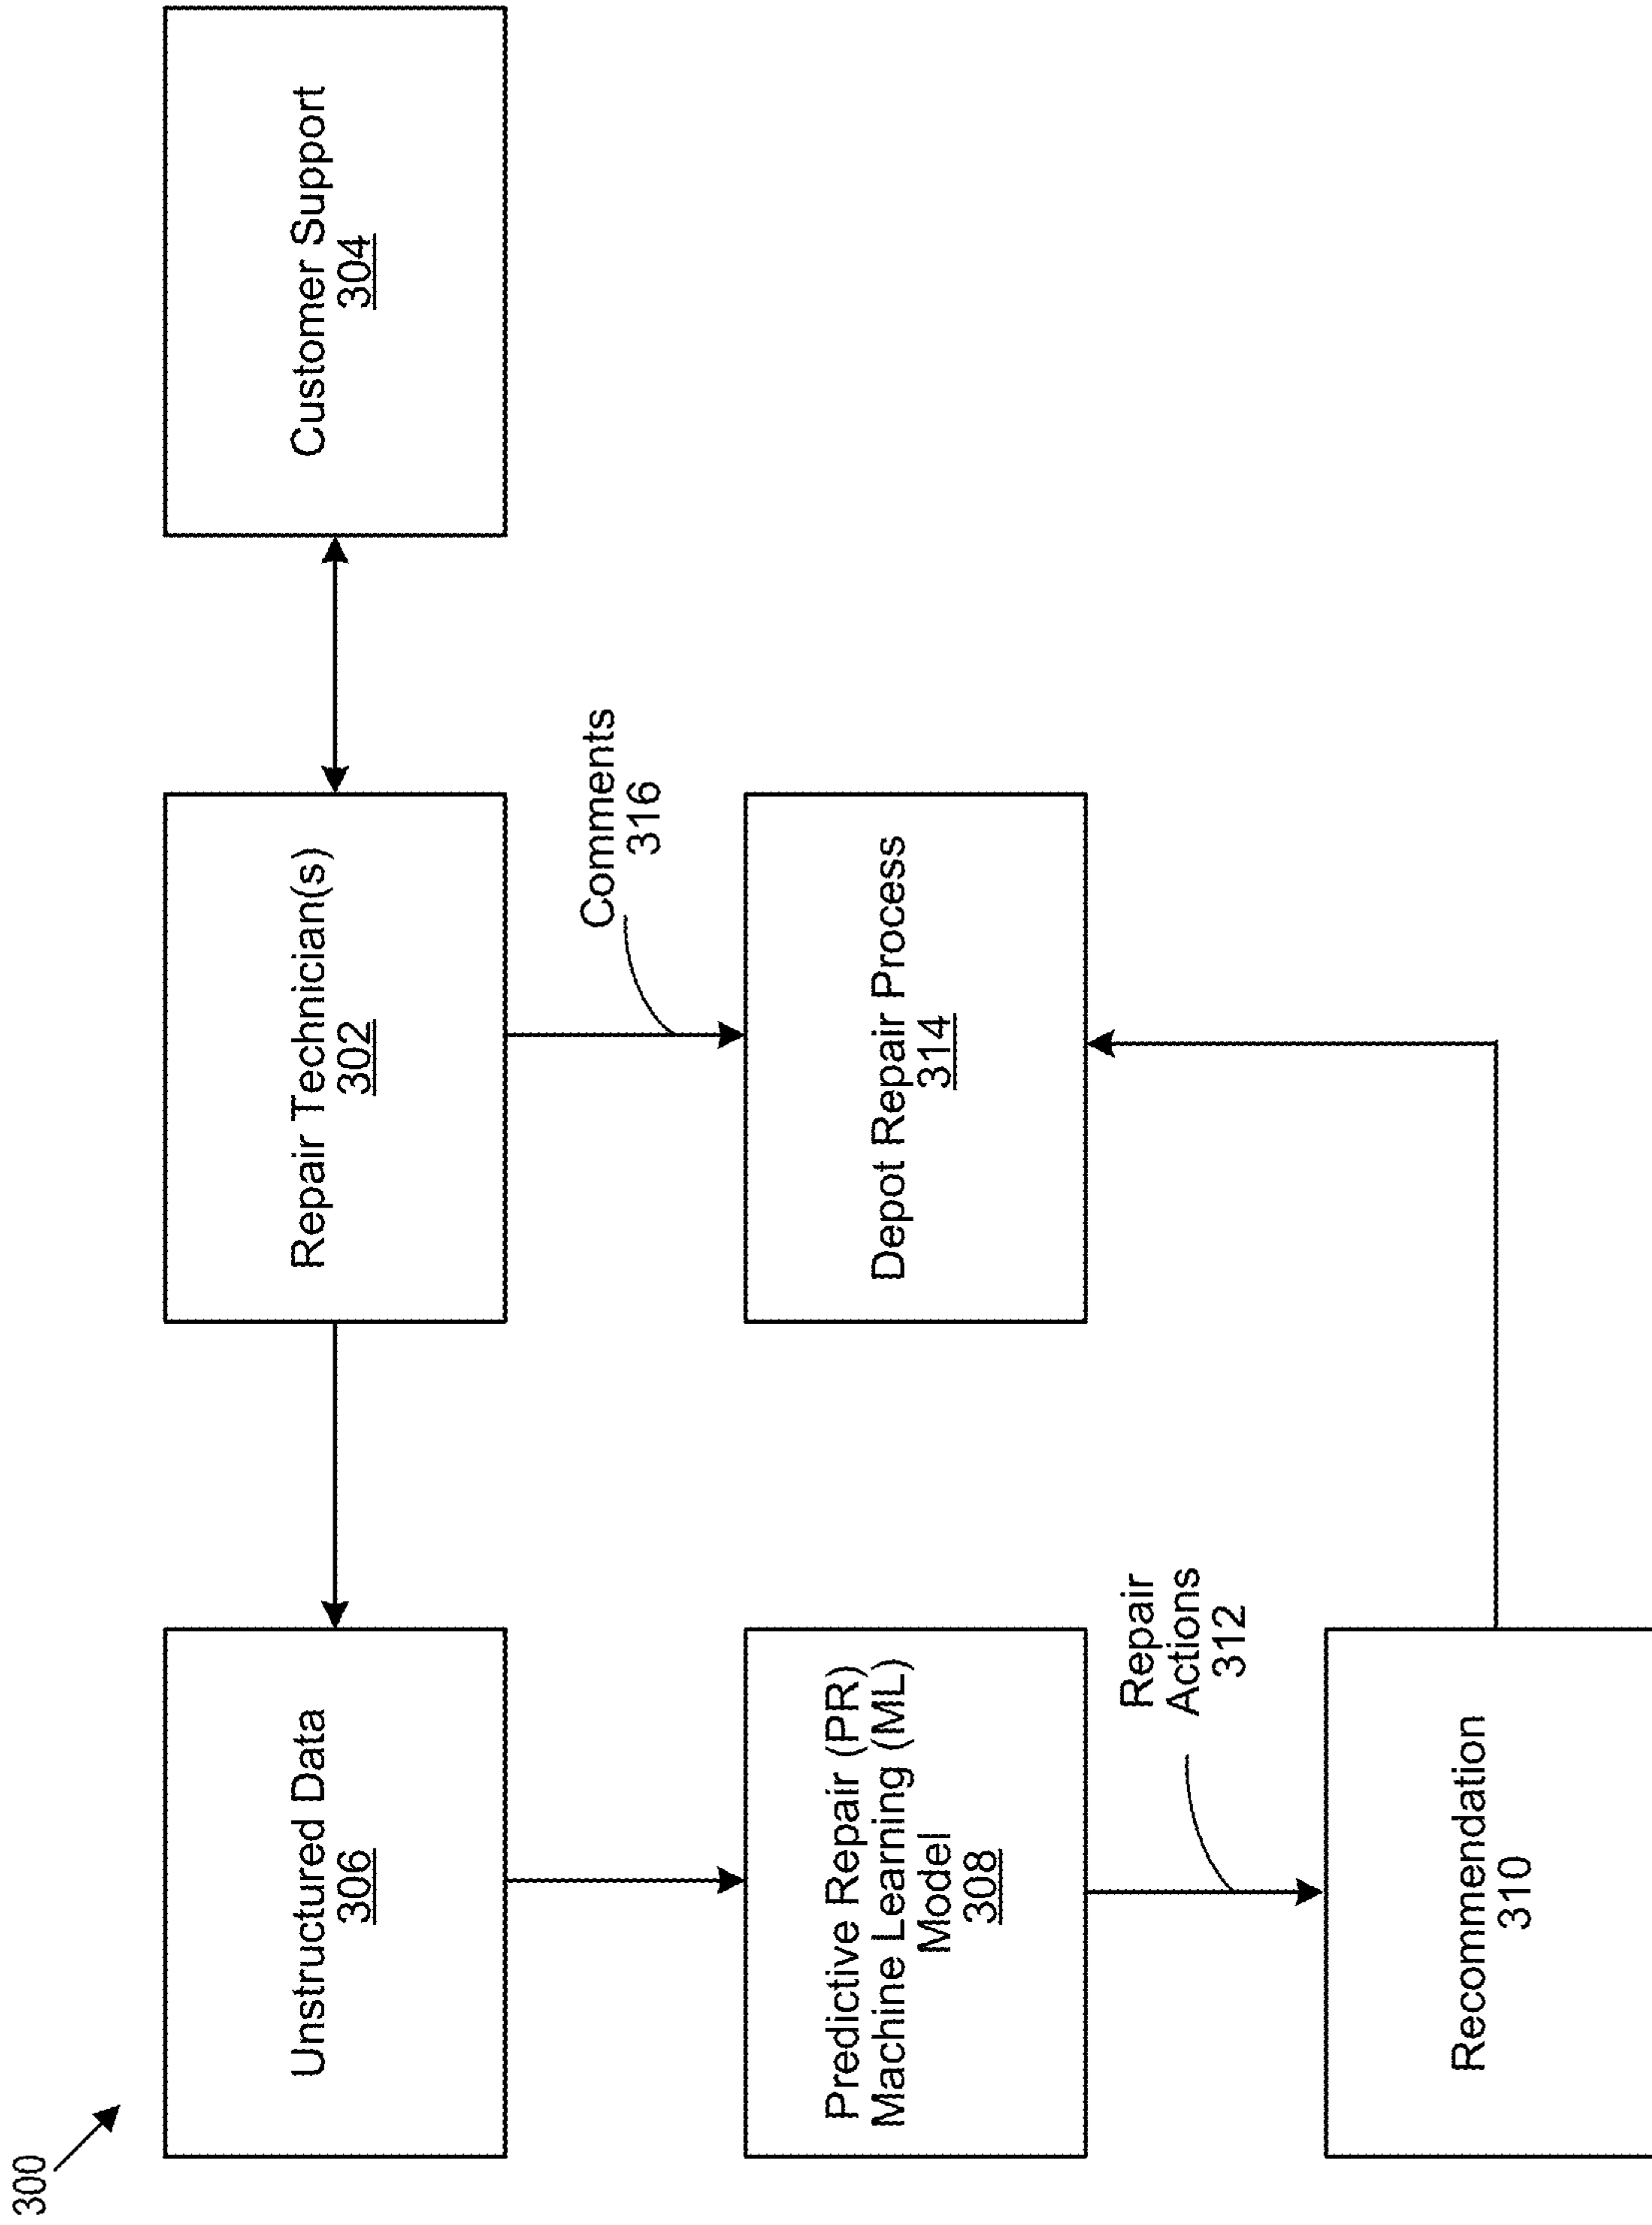 300
Unstructured Data
306
Repair Technician(s)
302
Customer Support
304
Comments
316
Predictive Repair (PR)
Machine Learning (ML)
Model
308
Depot Repair Process
314
Repair
Actions
312
Recommendation
310